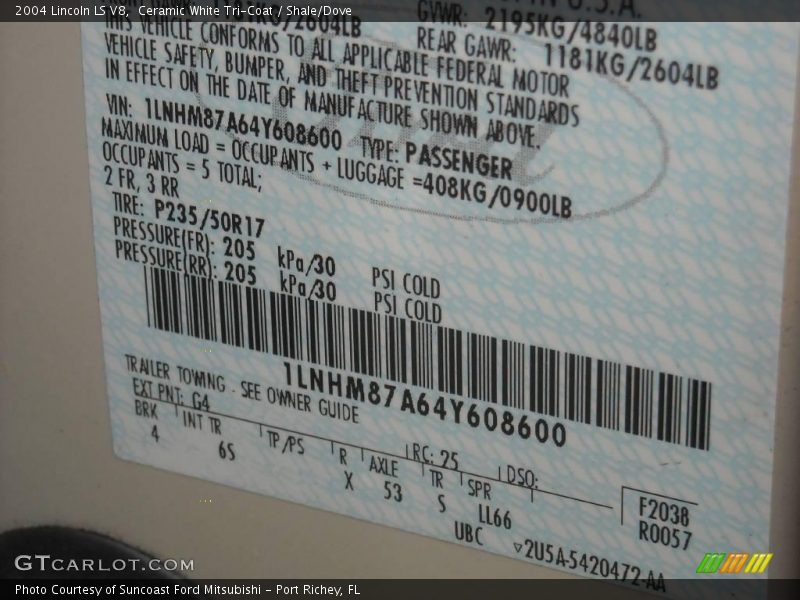 2004 Lincoln LS V8, Ceramic White Tri-Coat / Shale/Dove
U.S.A.
KG/2604LB
GVWR: 2195KG/4840LB
REAR GAWR: 1181KG/2604LB
THIS VEHICLE CONFORMS TO ALL APPLICABLE FEDERAL MOTOR
VEHICLE SAFETY, BUMPER, AND THEFT PREVENTION STANDARDS
IN EFFECT ON THE DATE OF MANUFACTURE SHOWN ABOVE.
VIN: 1LNHM87A64Y608600 TYPE: PASSENGER
MAXIMUM LOAD = OCCUPANTS + LUGGAGE =408KG/0900LB
OCCUPANTS = 5 TOTAL;
2 FR, 3 RR
TIRE: P235/50R17
PRESSURE(FR): 205 kPa/30 PSI COLD
PRESSURE(RR): 205 kPa/30 PSI COLD
1LNHM87A64Y608600
TRAILER TOWING - SEE OWNER GUIDE
EXT PNT: G4 RC: 25 DSO:
BRK INT TR TP/PS R AXLE TR SPR
4 6S X 53 S LL66
F2038
R0057
UBC ▽2U5A-5420472-AA
GTCARLOT.COM
Photo Courtesy of Suncoast Ford Mitsubishi – Port Richey, FL